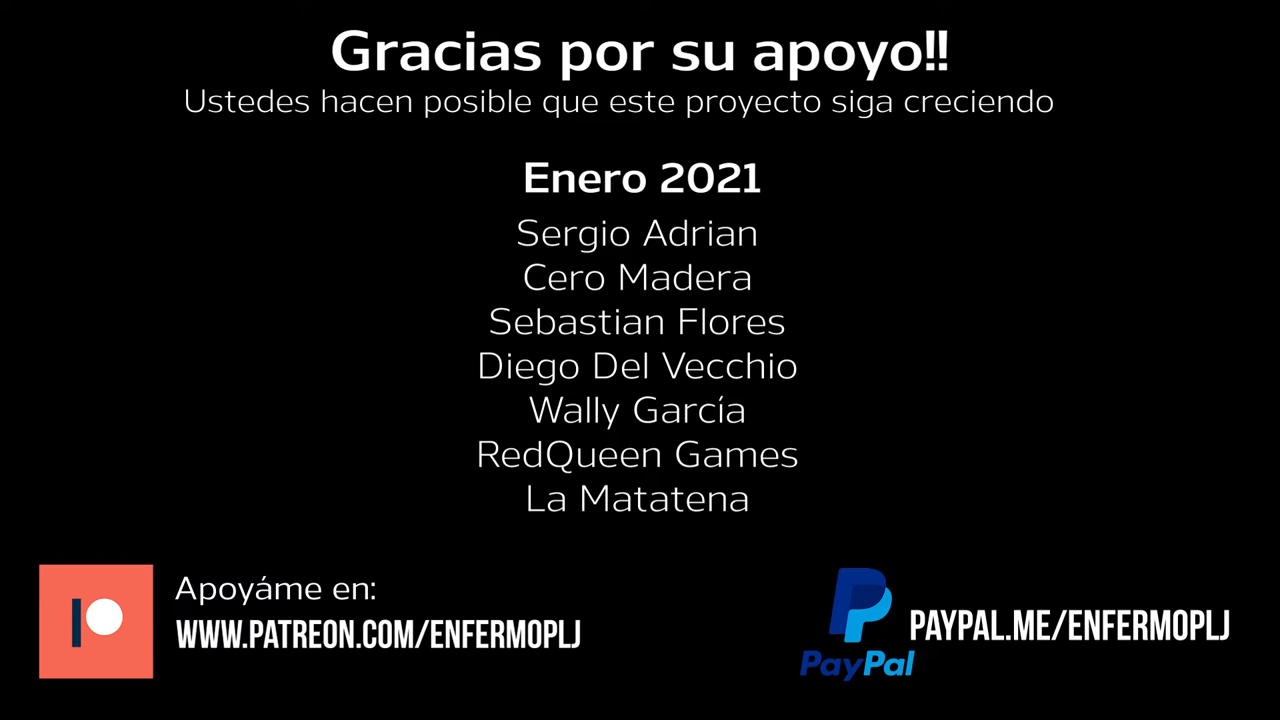 Gracias por su apoyo!!
Ustedes hacen posible que este proyecto siga creciendo
Enero 2021
Sergio Adrian
Cero Madera
Sebastian Flores
Diego Del Vecchio
Wally García
RedQueen Games
La Matatena
Apoyáme en:
WWW.PATREON.COM/ENFERMOPLJ
PAYPAL.ME/ENFERMOPLJ
PayPal